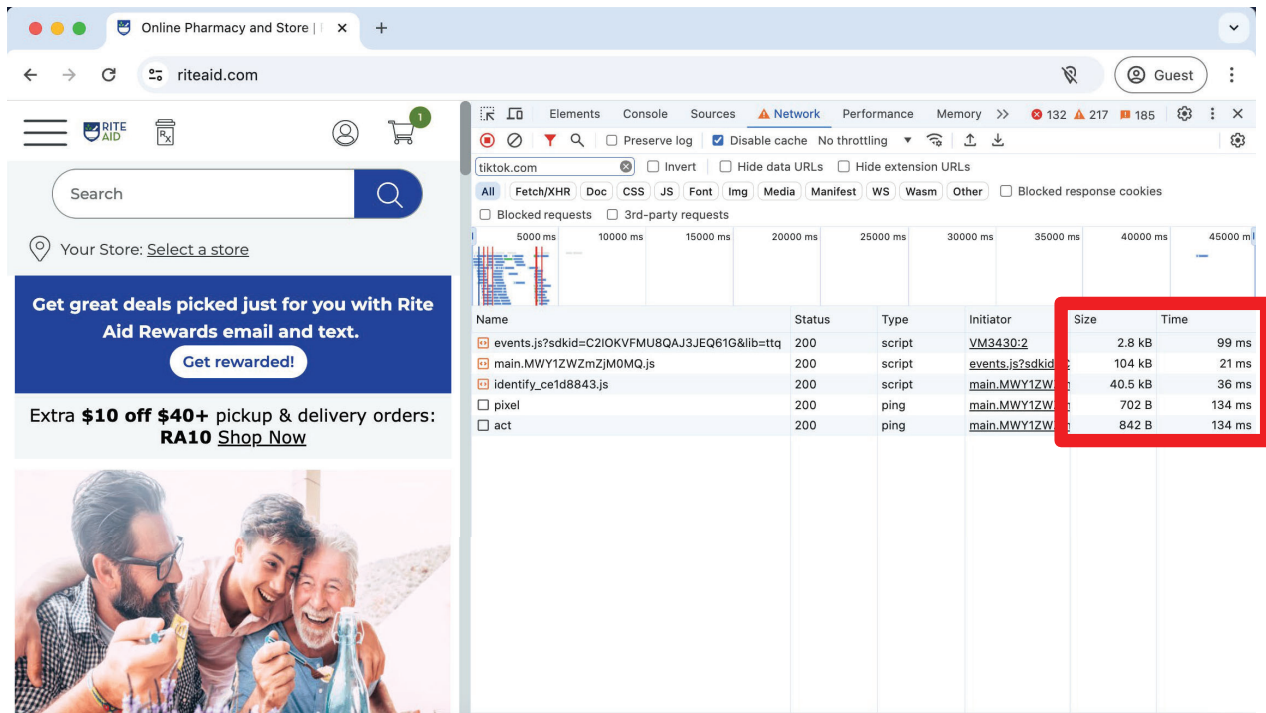 Online Pharmacy and Store |
riteaid.com
Guest
RITE AID
Rx
1
Search
Your Store: Select a store
Get great deals picked just for you with Rite
Aid Rewards email and text.
Get rewarded!
Extra $10 off $40+ pickup & delivery orders:
RA10 Shop Now
Elements Console Sources Network Performance Memory 132 217 185
Preserve log Disable cache No throttling
tiktok.com Invert Hide data URLs Hide extension URLs
All Fetch/XHR Doc CSS JS Font Img Media Manifest WS Wasm Other Blocked response cookies
Blocked requests 3rd-party requests
5000 ms 10000 ms 15000 ms 20000 ms 25000 ms 30000 ms 35000 ms 40000 ms 45000 m
Name Status Type Initiator Size Time
events.js?sdkid=C2IOKVFMU8QAJ3JEQ61G&lib=ttq 200 script VM3430:2 2.8 kB 99 ms
main.MWY1ZWZmZjM0MQ.js 200 script events.js?sdkid 104 kB 21 ms
identify_ce1d8843.js 200 script main.MWY1ZW 40.5 kB 36 ms
pixel 200 ping main.MWY1ZW 702 B 134 ms
act 200 ping main.MWY1ZW 842 B 134 ms